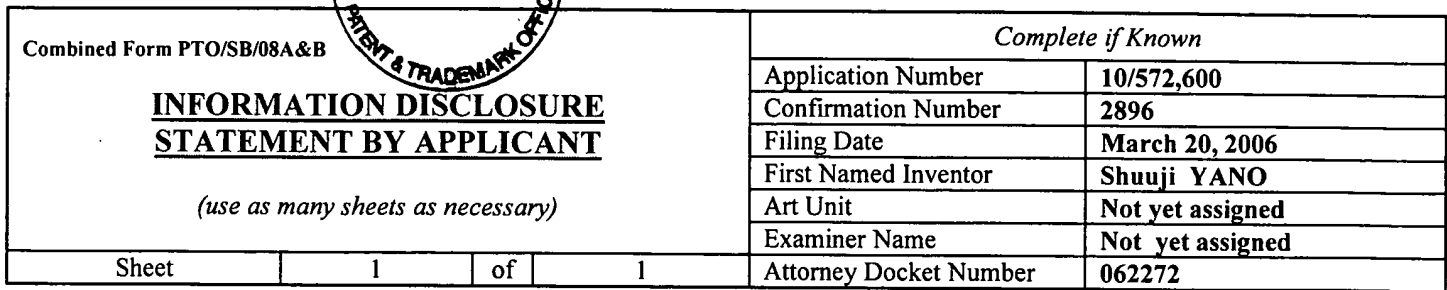 PATENT & TRADEMARK OFFIC
Combined Form PTO/SB/08A&B
INFORMATION DISCLOSURE
STATEMENT BY APPLICANT
(use as many sheets as necessary)
Sheet 1 of 1
Complete if Known
Application Number 10/572,600
Confirmation Number 2896
Filing Date March 20, 2006
First Named Inventor Shuuji YANO
Art Unit Not yet assigned
Examiner Name Not yet assigned
Attorney Docket Number 062272